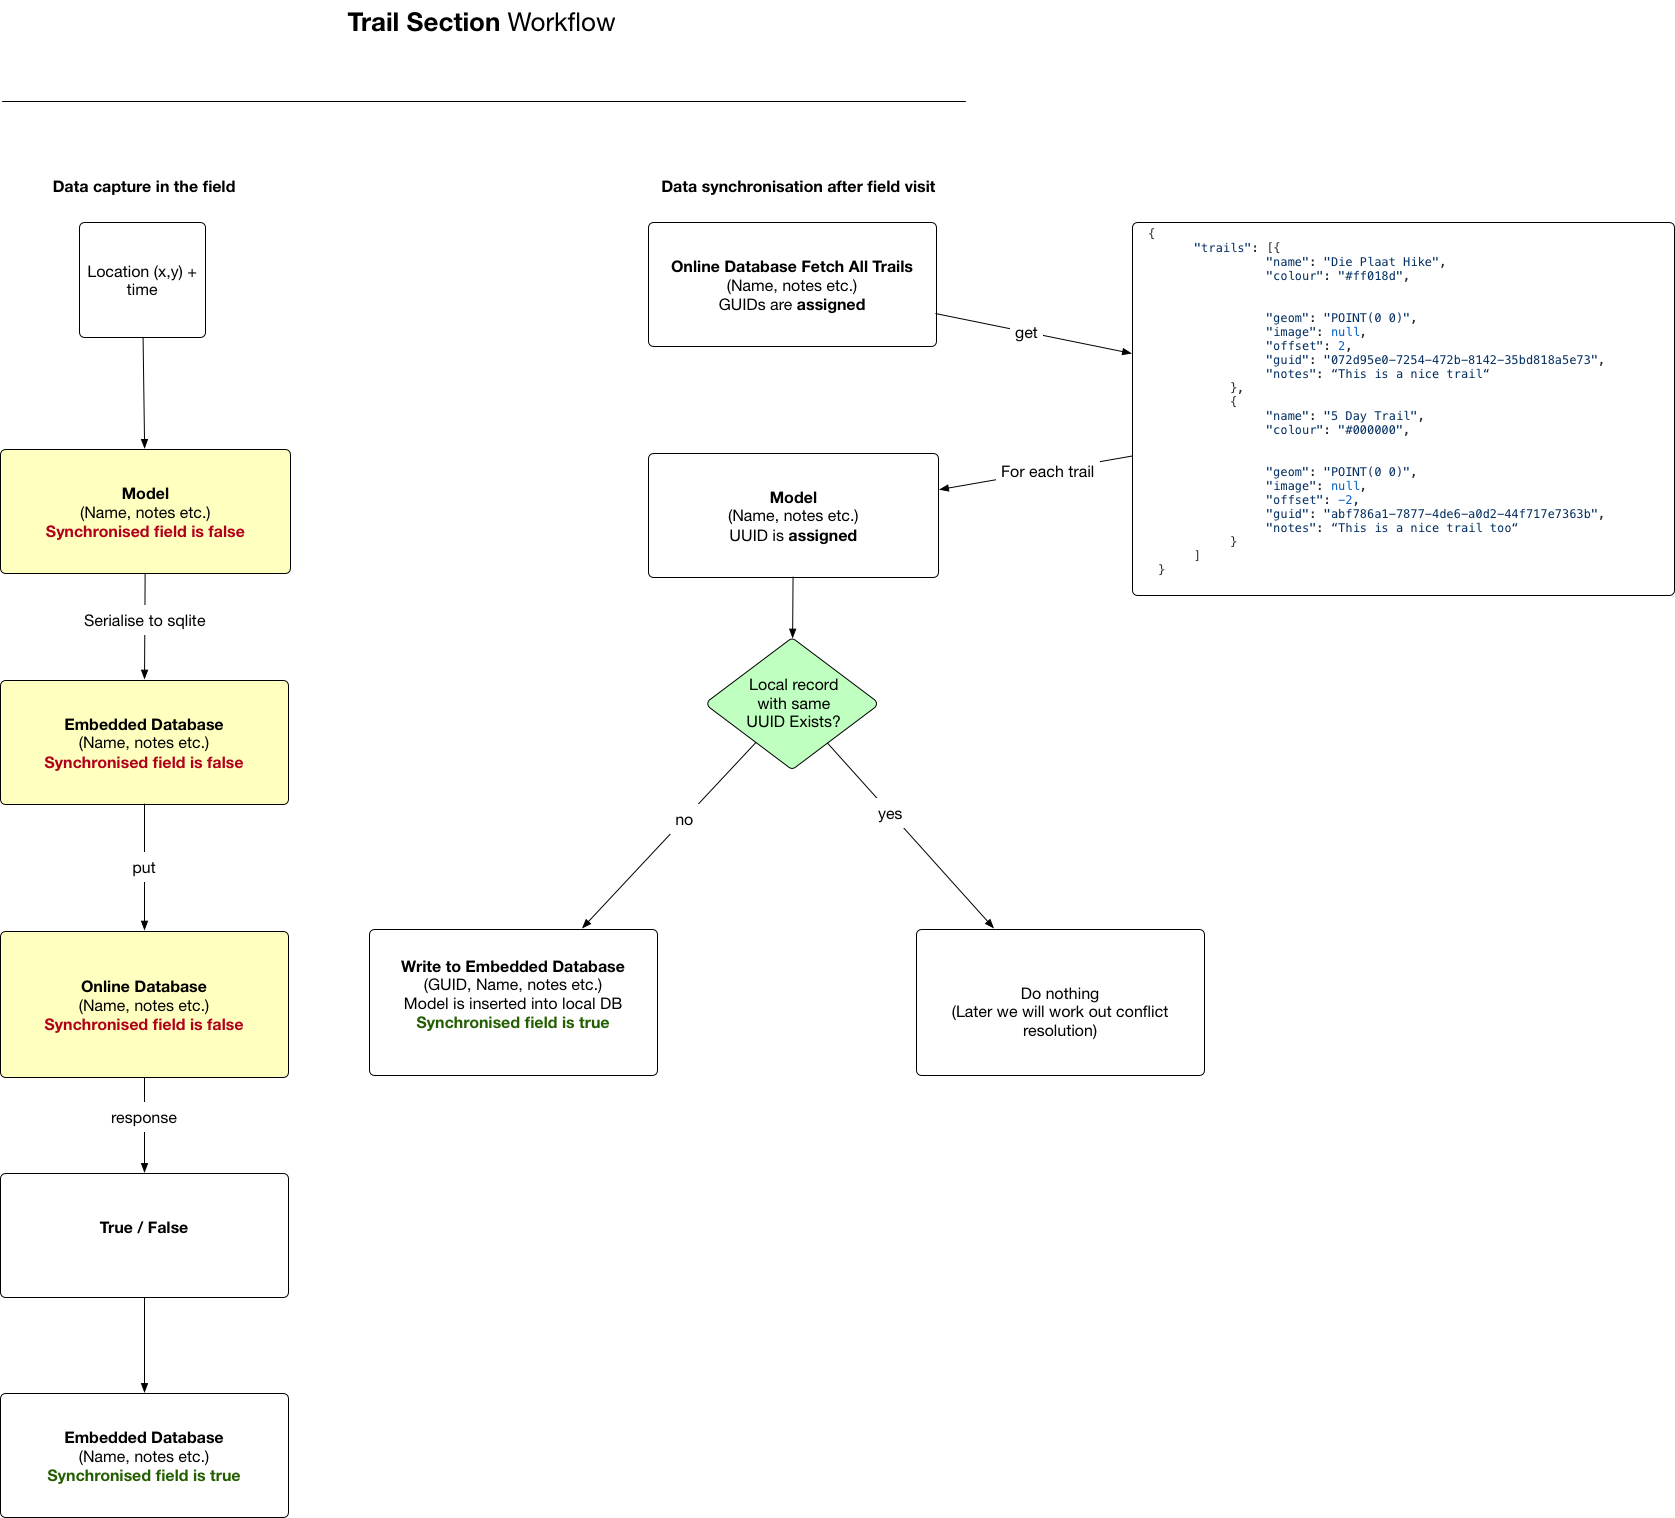 Trail Section Workflow
Data capture in the field
Location (x,y) +
time
Model
(Name, notes etc.)
Synchronised field is false
Serialise to sqlite
Embedded Database
(Name, notes etc.)
Synchronised field is false
put
Online Database
(Name, notes etc.)
Synchronised field is false
response
True / False
Embedded Database
(Name, notes etc.)
Synchronised field is true
Data synchronisation after field visit
Online Database Fetch All Trails
(Name, notes etc.)
GUIDs are assigned
get
{
"trails": [{
"name": "Die Plaat Hike",
"colour": "#ff018d",
"geom": "POINT(0 0)",
"image": null,
"offset": 2,
"guid": "072d95e0-7254-472b-8142-35bd818a5e73",
"notes": “This is a nice trail“
},
{
"name": "5 Day Trail",
"colour": "#000000",
"geom": "POINT(0 0)",
"image": null,
"offset": -2,
"guid": "abf786a1-7877-4de6-a0d2-44f717e7363b",
"notes": “This is a nice trail too“
}
]
}
For each trail
Model
(Name, notes etc.)
UUID is assigned
Local record
with same
UUID Exists?
no
yes
Write to Embedded Database
(GUID, Name, notes etc.)
Model is inserted into local DB
Synchronised field is true
Do nothing
(Later we will work out conflict
resolution)